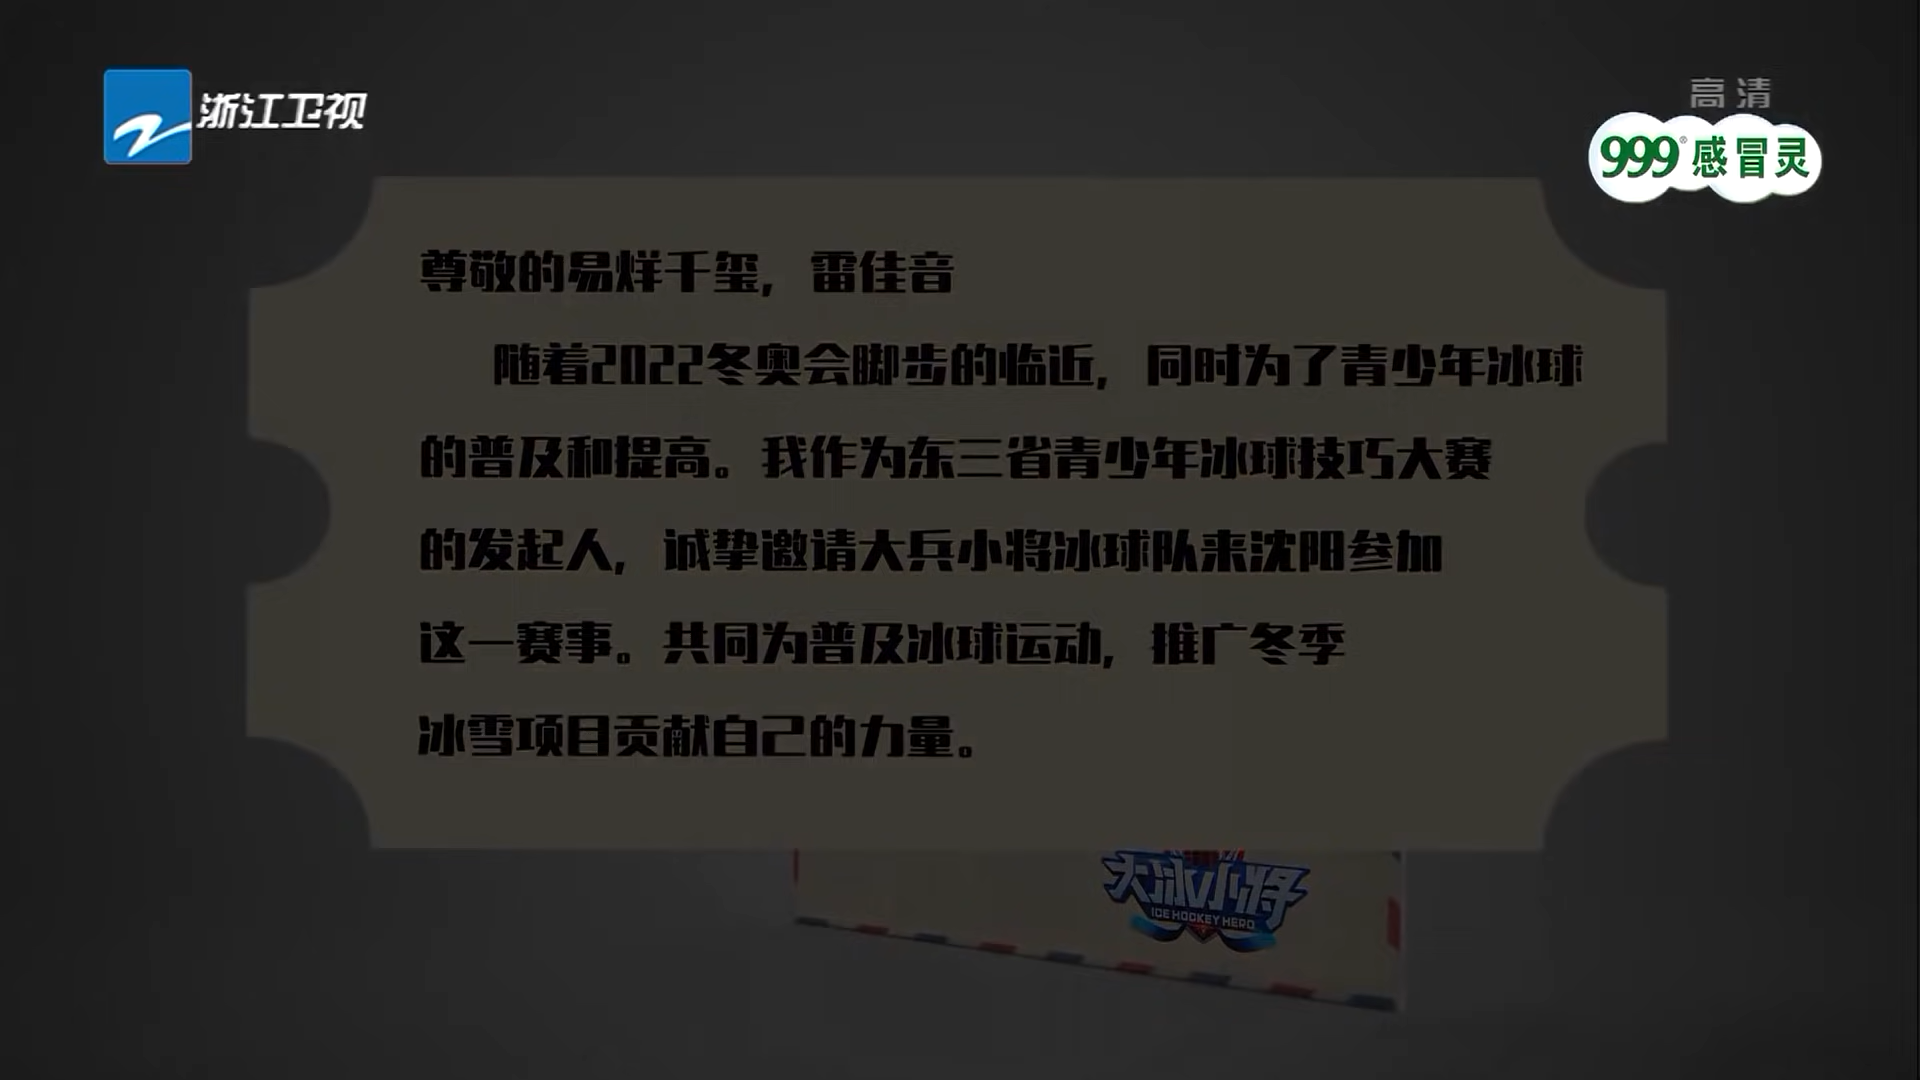 浙江卫视
高清
999®感冒灵
尊敬的易烊千玺，雷佳音
随着2022冬奥会脚步的临近，同时为了青少年冰球
的普及和提高。我作为东三省青少年冰球技巧大赛
的发起人，诚挚邀请大兵小将冰球队来沈阳参加
这一赛事。共同为普及冰球运动，推广冬季
冰雪项目贡献自己的力量。
大冰小将
ICE HOCKEY HERO